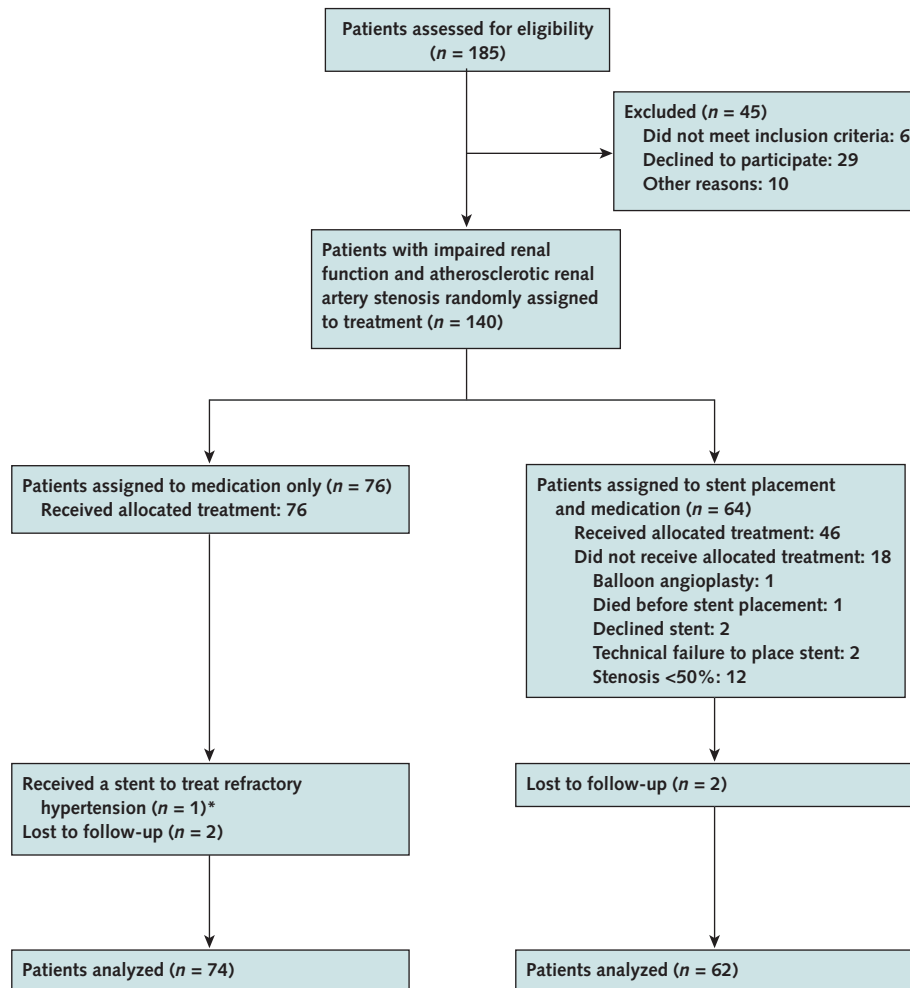 Patients assessed for eligibility
(n = 185)
Excluded (n = 45)
Did not meet inclusion criteria: 6
Declined to participate: 29
Other reasons: 10
Patients with impaired renal
function and atherosclerotic renal
artery stenosis randomly assigned
to treatment (n = 140)
Patients assigned to medication only (n = 76)
Received allocated treatment: 76
Patients assigned to stent placement
and medication (n = 64)
Received allocated treatment: 46
Did not receive allocated treatment: 18
Balloon angioplasty: 1
Died before stent placement: 1
Declined stent: 2
Technical failure to place stent: 2
Stenosis <50%: 12
Received a stent to treat refractory
hypertension (n = 1)*
Lost to follow-up (n = 2)
Lost to follow-up (n = 2)
Patients analyzed (n = 74)
Patients analyzed (n = 62)